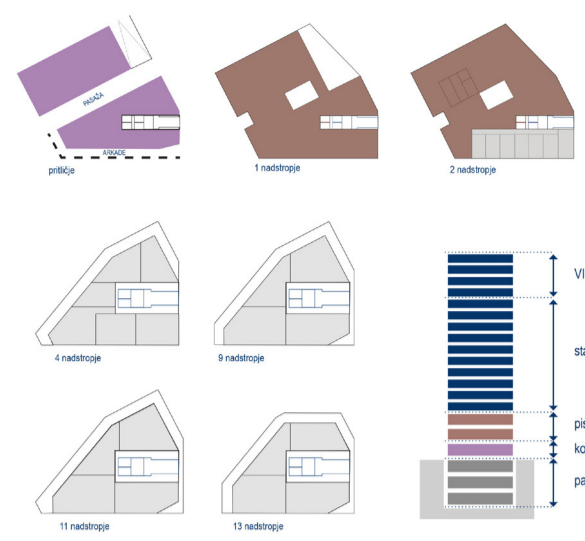 PASAŽA
ARKADE
pritličje
1 nadstropje
2 nadstropje
4 nadstropje
9 nadstropje
11 nadstropje
13 nadstropje
VI
sta
pis
ko
pa